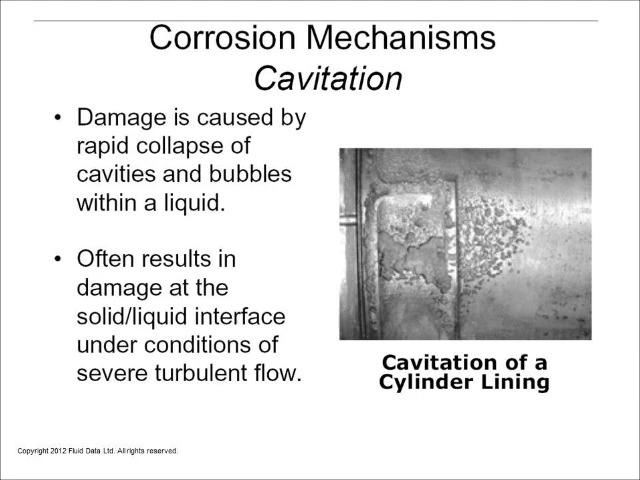 Corrosion Mechanisms
Cavitation
• Damage is caused by
rapid collapse of
cavities and bubbles
within a liquid.
• Often results in
damage at the
solid/liquid interface
under conditions of
severe turbulent flow.
Cavitation of a
Cylinder Lining
Copyright 2012 Fluid Data Ltd. All rights reserved.